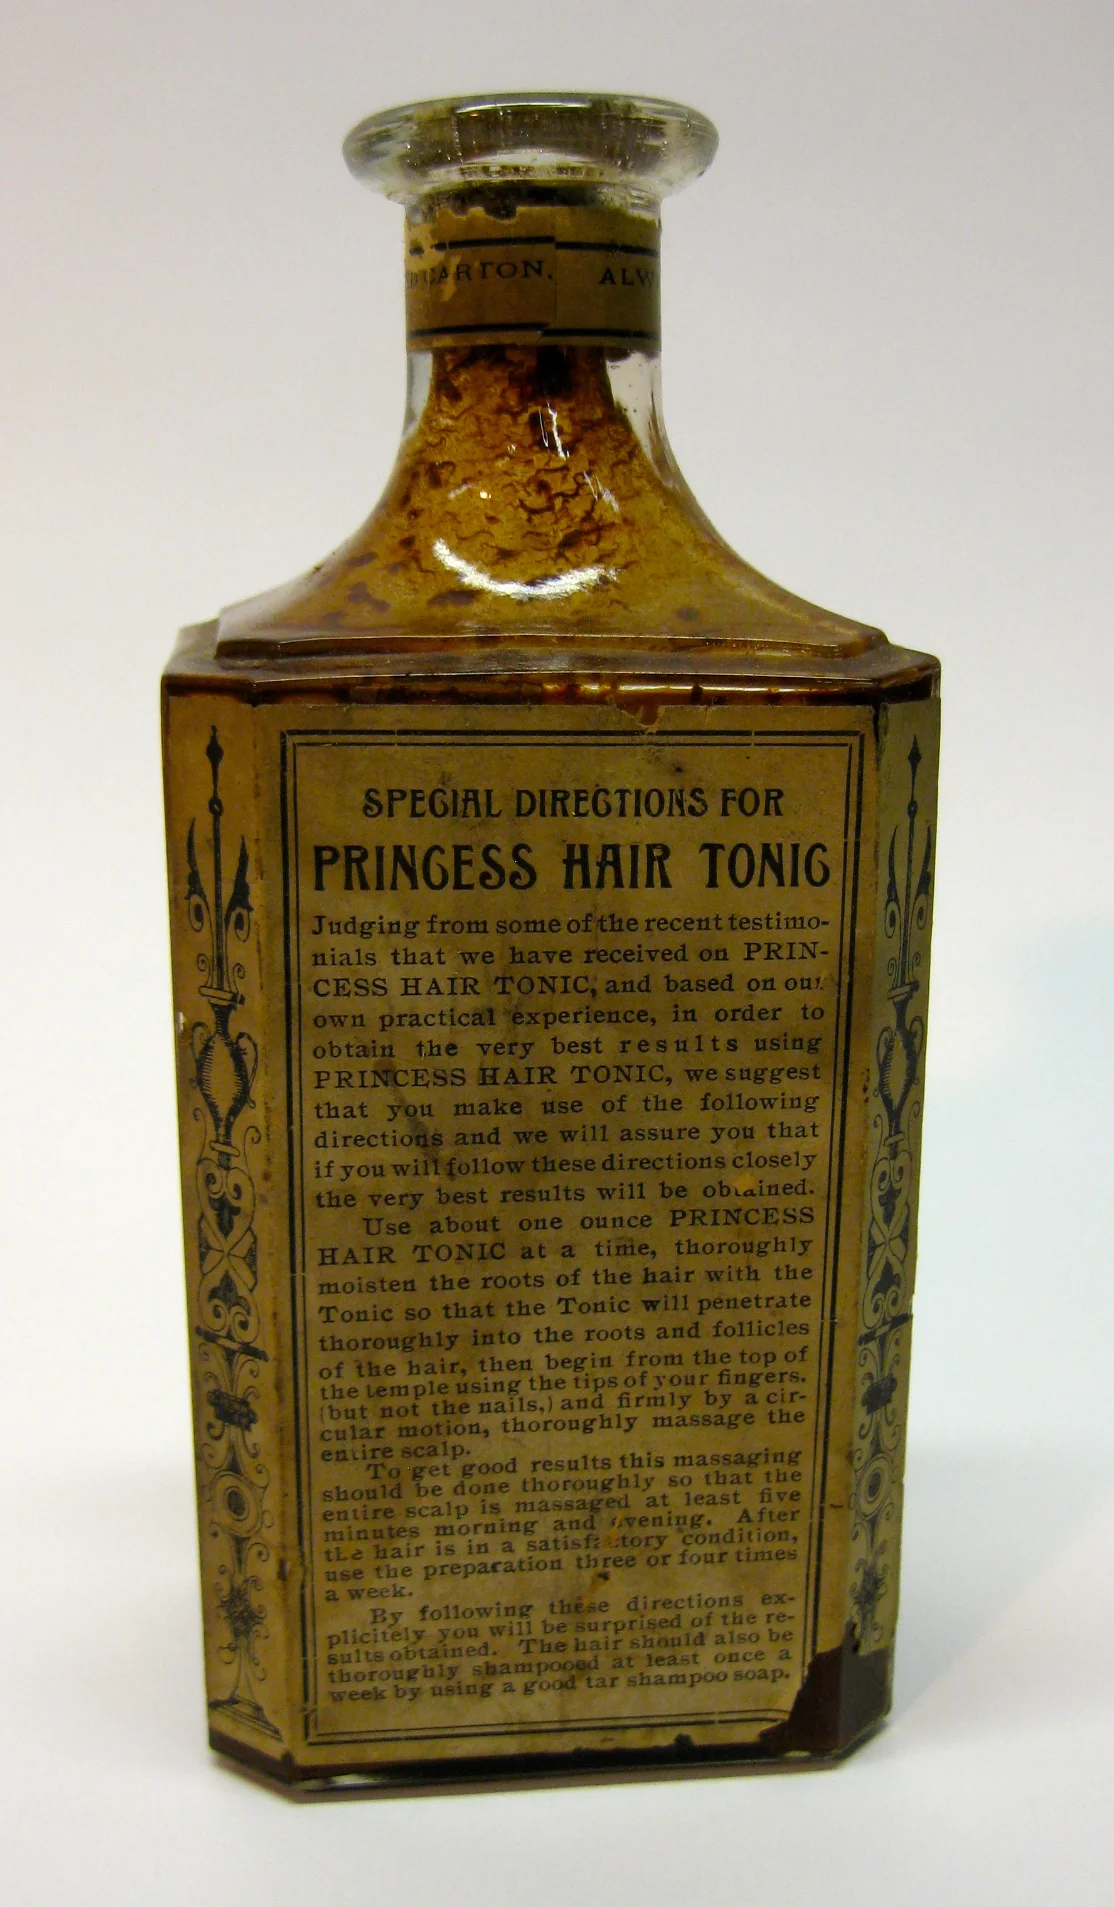 CARTON. ALW
SPECIAL DIRECTIONS FOR
PRINCESS HAIR TONIC
Judging from some of the recent testimo-
nials that we have received on PRIN-
CESS HAIR TONIC, and based on our
own practical experience, in order to
obtain the very best results using
PRINCESS HAIR TONIC, we suggest
that you make use of the following
directions and we will assure you that
if you will follow these directions closely
the very best results will be obtained.
Use about one ounce PRINCESS
HAIR TONIC at a time, thoroughly
moisten the roots of the hair with the
Tonic so that the Tonic will penetrate
thoroughly into the roots and follicles
of the hair, then begin from the top of
the temple using the tips of your fingers.
(but not the nails,) and firmly by a cir-
cular motion, thoroughly massage the
entire scalp.
To get good results this massaging
should be done thoroughly so that the
entire scalp is massaged at least five
minutes morning and evening. After
the hair is in a satisfactory condition,
use the preparation three or four times
a week.
By following these directions ex-
plicitely you will be surprised of the re-
sults obtained. The hair should also be
thoroughly shampooed at least once a
week by using a good tar shampoo soap.